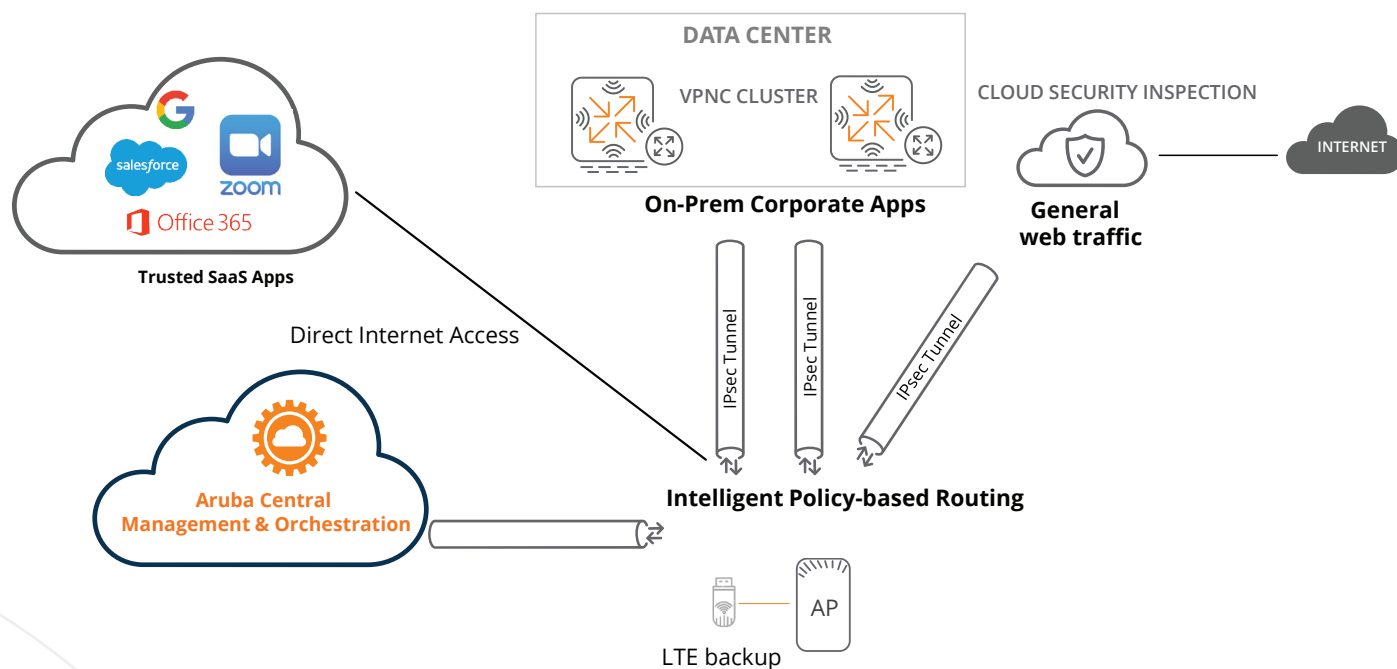 DATA CENTER
VPNC CLUSTER
CLOUD SECURITY INSPECTION
INTERNET
G
salesforce
zoom
Office 365
Trusted SaaS Apps
On-Prem Corporate Apps
General
web traffic
Direct Internet Access
IPsec Tunnel
IPsec Tunnel
IPsec Tunnel
Aruba Central
Management & Orchestration
Intelligent Policy-based Routing
AP
LTE backup